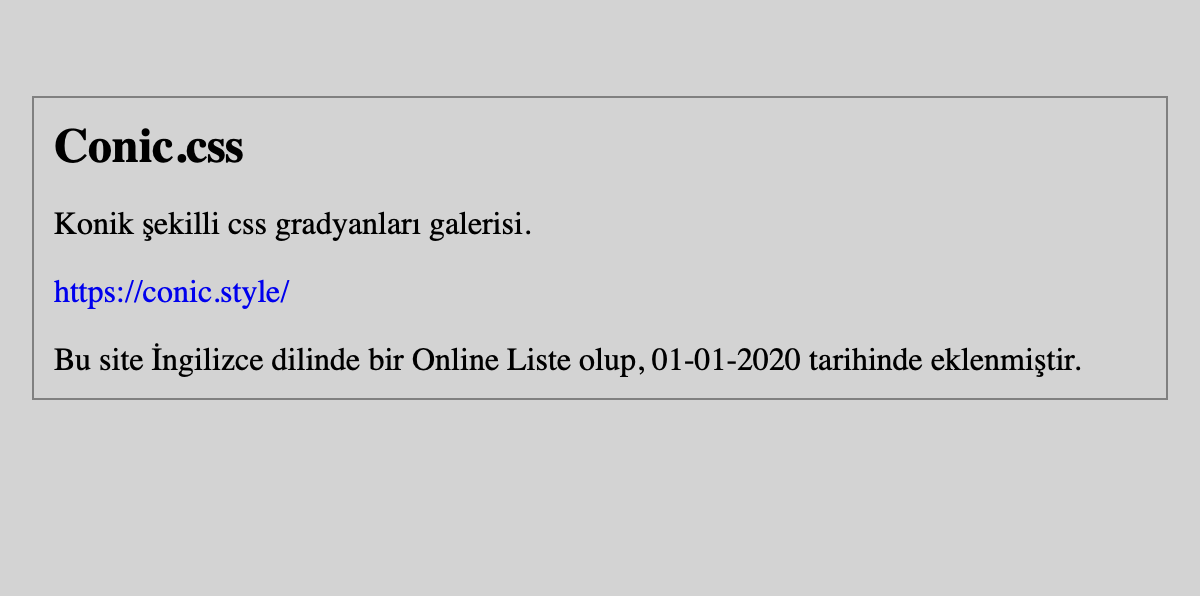 Conic.css
Konik şekilli css gradyanları galerisi.
https://conic.style/
Bu site İngilizce dilinde bir Online Liste olup, 01-01-2020 tarihinde eklenmiştir.